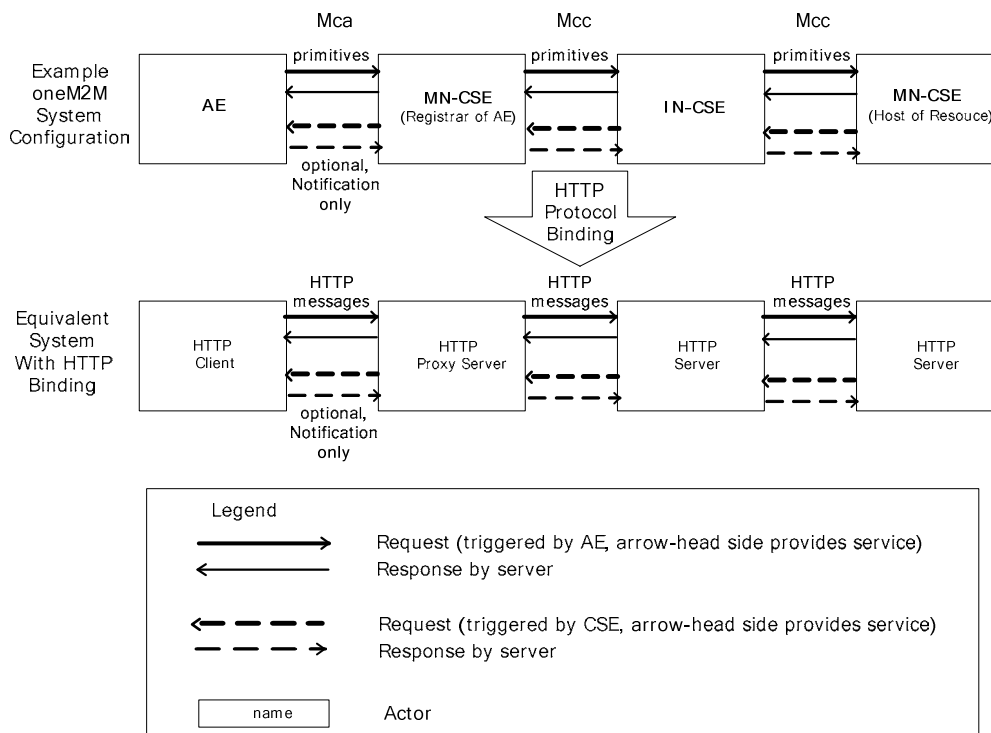 Mca
Mcc
Mcc
Example
oneM2M
System
Configuration
primitives
primitives
primitives
AE
MN-CSE
(Registrar of AE)
IN-CSE
MN-CSE
(Host of Resouce)
optional,
Notification
only
HTTP
Protocol
Binding
HTTP
messages
HTTP
messages
HTTP
messages
Equivalent
System
With HTTP
Binding
HTTP
Client
HTTP
Proxy Server
HTTP
Server
HTTP
Server
optional,
Notification
only
Legend
Request (triggered by AE, arrow-head side provides service)
Response by server
Request (triggered by CSE, arrow-head side provides service)
Response by server
name
Actor